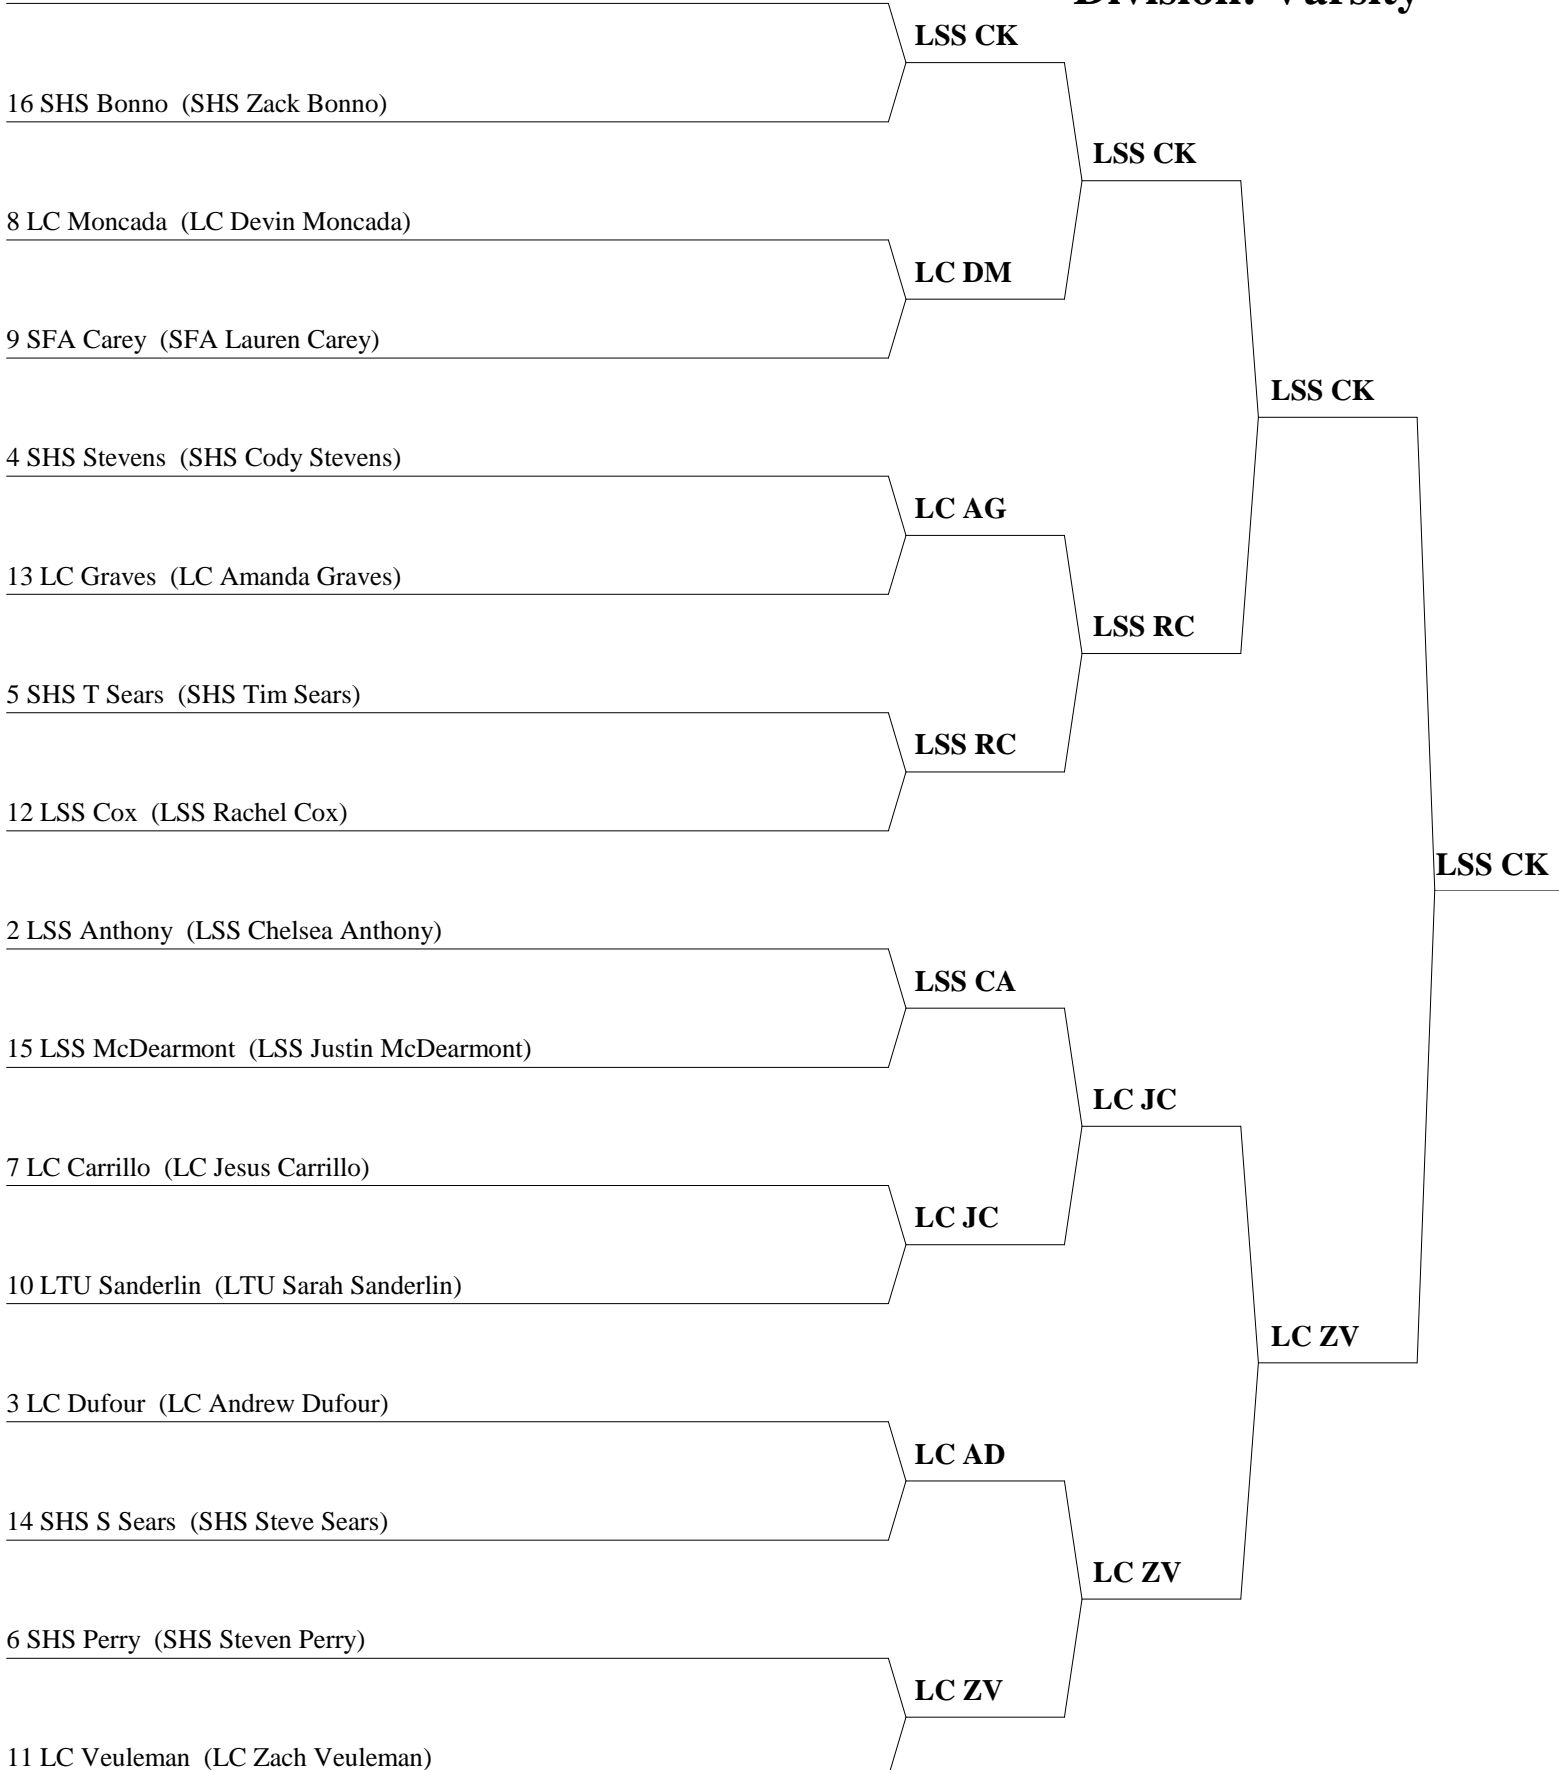 Division: Varsity
LSS CK
16 SHS Bonno (SHS Zack Bonno)
LSS CK
8 LC Moncada (LC Devin Moncada)
LC DM
9 SFA Carey (SFA Lauren Carey)
LSS CK
4 SHS Stevens (SHS Cody Stevens)
LC AG
13 LC Graves (LC Amanda Graves)
LSS RC
5 SHS T Sears (SHS Tim Sears)
LSS RC
12 LSS Cox (LSS Rachel Cox)
LSS CK
2 LSS Anthony (LSS Chelsea Anthony)
LSS CA
15 LSS McDearmont (LSS Justin McDearmont)
LC JC
7 LC Carrillo (LC Jesus Carrillo)
LC JC
10 LTU Sanderlin (LTU Sarah Sanderlin)
LC ZV
3 LC Dufour (LC Andrew Dufour)
LC AD
14 SHS S Sears (SHS Steve Sears)
LC ZV
6 SHS Perry (SHS Steven Perry)
LC ZV
11 LC Veuleman (LC Zach Veuleman)